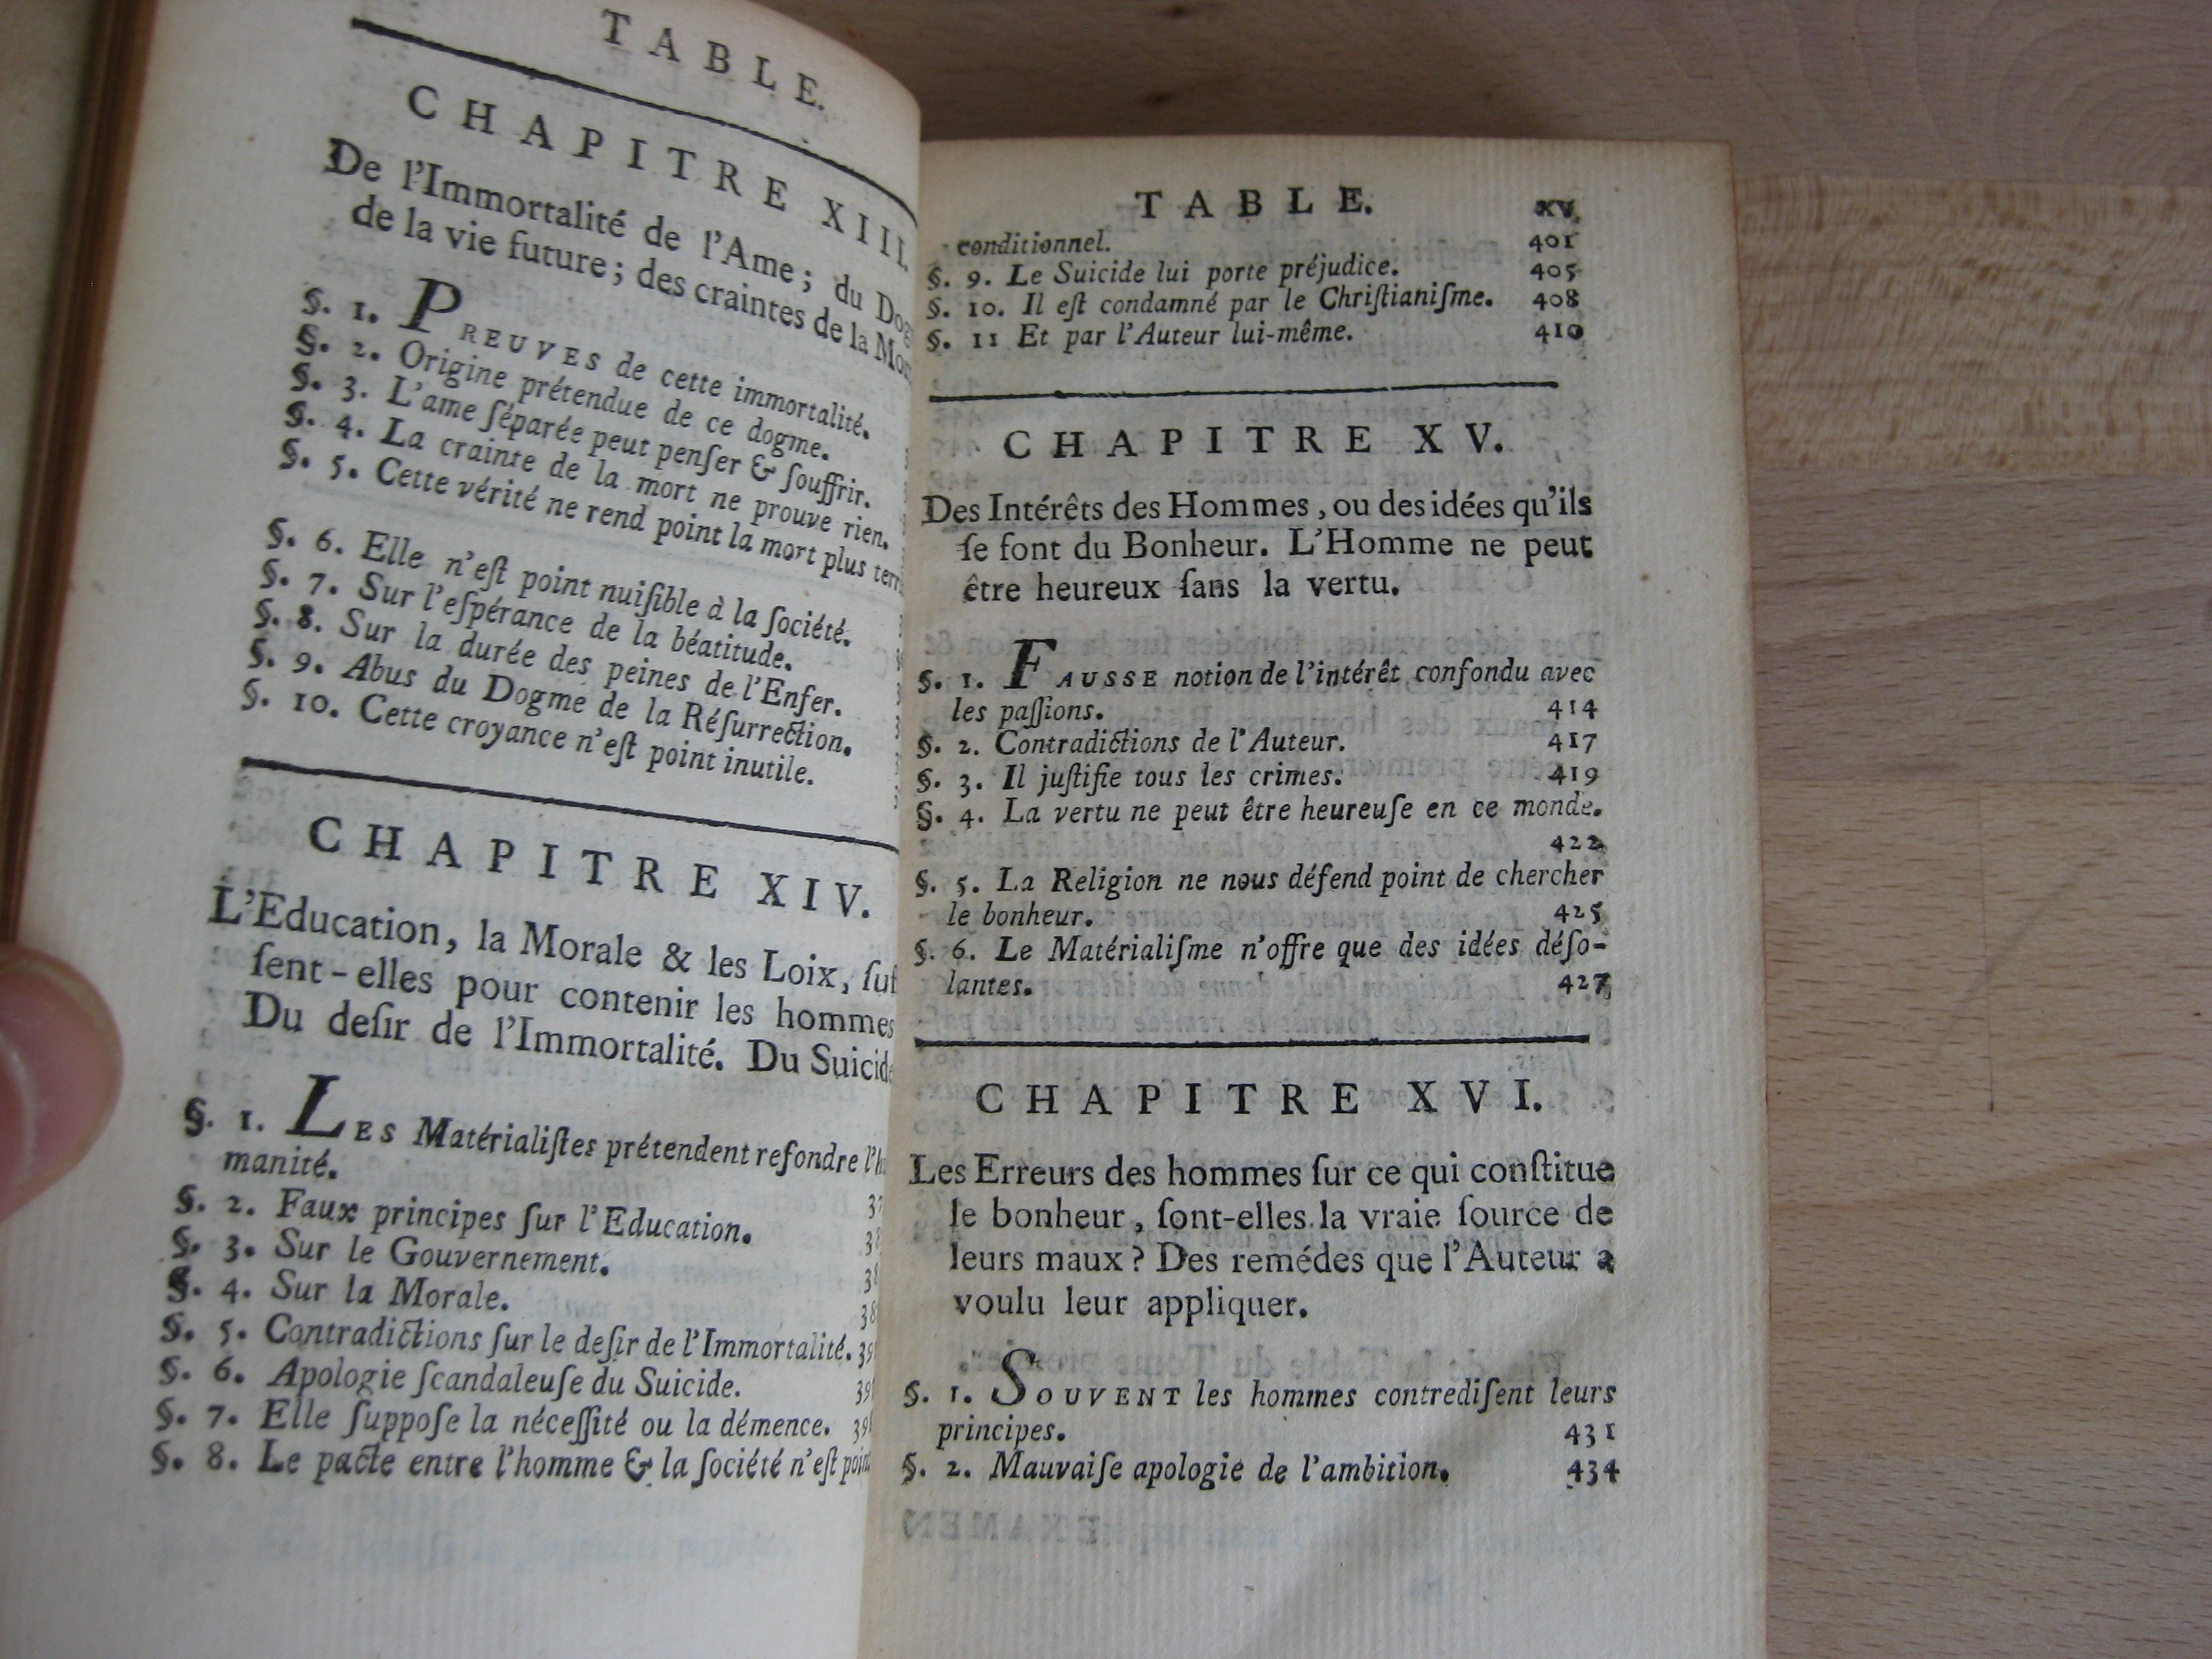 TABLE.
CHAPITRE XIII.
De l'Immortalité de l'Ame; du
de la vie future; des craintes de la
§. 1. PREUVES de cette immortalité.
§. 2. Origine prétendue de ce dogme.
§. 3. L'ame ſéparée peut penſer & ſouffrir.
§. 4. La crainte de la mort ne prouve rien.
§. 5. Cette vérité ne rend point la mort plus
§. 6. Elle n'eſt point nuiſible à la ſociété.
§. 7. Sur l'eſpérance de la béatitude.
§. 8. Sur la durée des peines de l'Enfer.
§. 9. Abus du Dogme de la Réſurrection.
§. 10. Cette croyance n'eſt point inutile.
CHAPITRE XIV.
L'Education, la Morale & les Loix,
ſent-elles pour contenir les hommes
Du deſir de l'Immortalité. Du
§. 1. LES Matérialiſtes prétendent refondre
manité.
§. 2. Faux principes ſur l'Education.
§. 3. Sur le Gouvernement.
§. 4. Sur la Morale.
§. 5. Contradictions ſur le deſir de l'Immortalité.
§. 6. Apologie ſcandaleuſe du Suicide.
§. 7. Elle ſuppoſe la néceſſité ou la démence.
§. 8. Le pacte entre l'homme & la ſociété n'eſt
TABLE. xv
conditionnel. 401
§. 9. Le Suicide lui porte préjudice. 405
§. 10. Il eſt condamné par le Chriſtianiſme. 408
§. 11 Et par l'Auteur lui-même. 410
CHAPITRE XV.
Des Intérêts des Hommes, ou des idées qu'ils
ſe font du Bonheur. L'Homme ne peut
être heureux ſans la vertu.
§. 1. FAUSSE notion de l'intérêt confondu avec
les paſſions. 414
§. 2. Contradictions de l'Auteur. 417
§. 3. Il juſtifie tous les crimes. 419
§. 4. La vertu ne peut être heureuſe en ce monde.
422
§. 5. La Religion ne nous défend point de chercher
le bonheur. 425
§. 6. Le Matérialiſme n'offre que des idées déſo-
lantes. 427
CHAPITRE XVI.
Les Erreurs des hommes ſur ce qui conſtitue
le bonheur, ſont-elles la vraie ſource de
leurs maux? Des remédes que l'Auteur a
voulu leur appliquer.
§. 1. SOUVENT les hommes contrediſent leurs
principes. 431
§. 2. Mauvaiſe apologie de l'ambition. 434